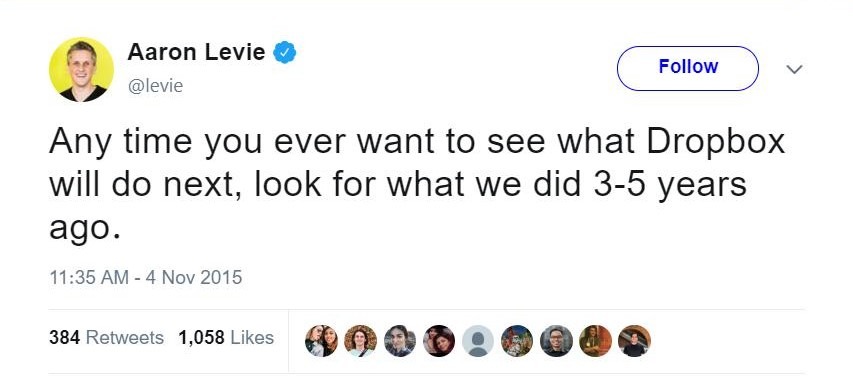 Aaron Levie
@levie
Follow
Any time you ever want to see what Dropbox
will do next, look for what we did 3-5 years
ago.
11:35 AM - 4 Nov 2015
384 Retweets 1,058 Likes